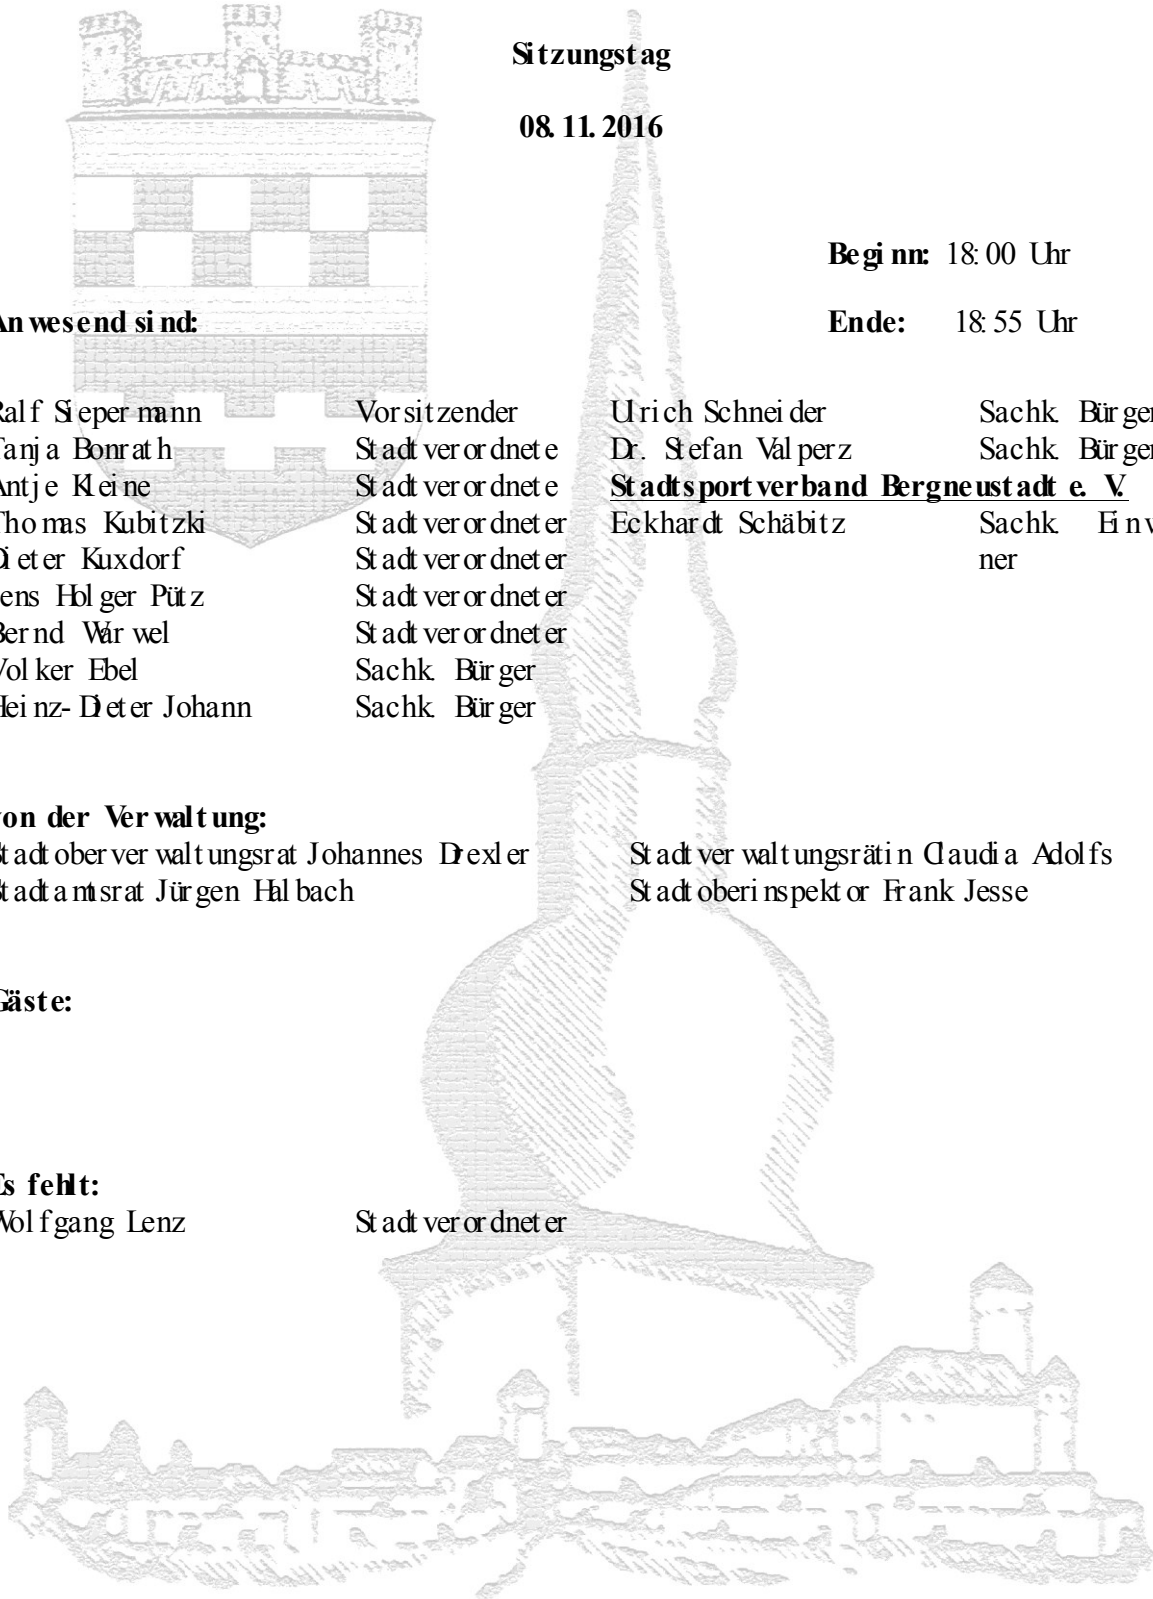 Sitzungstag
08.11.2016
Beginn: 18:00 Uhr
Anwesend sind:
Ende: 18:55 Uhr
Ralf Siepermann Vorsitzender Ulrich Schneider Sachk. Bürger
Tanja Bonrath Stadtverordnete Dr. Stefan Valperz Sachk. Bürger
Antje Kleine Stadtverordnete Stadtsportverband Bergneustadt e. V.
Thomas Kubitzki Stadtverordneter Eckhardt Schäbitz Sachk. Einw
Dieter Kuxdorf Stadtverordneter ner
Jens Holger Pütz Stadtverordneter
Bernd Warwel Stadtverordneter
Volker Ebel Sachk. Bürger
Heinz-Dieter Johann Sachk. Bürger
von der Verwaltung:
Stadtoberverwaltungsrat Johannes Drexler Stadtverwaltungsrätin Claudia Adolfs
Stadtamtsrat Jürgen Halbach Stadtoberinspektor Frank Jesse
Gäste:
Es fehlt:
Wolfgang Lenz Stadtverordneter